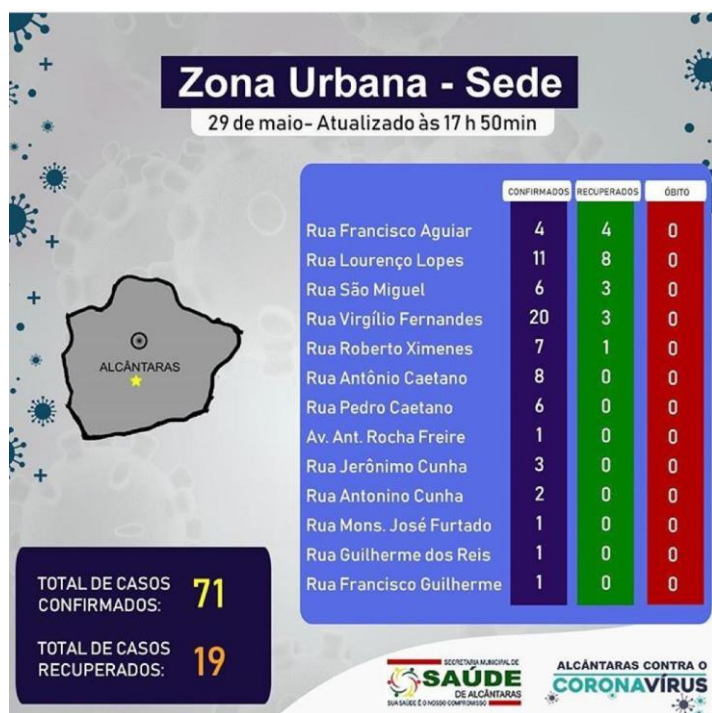 Zona Urbana - Sede
29 de maio- Atualizado às 17 h 50min
CONFIRMADOS RECUPERADOS ÓBITO
Rua Francisco Aguiar 4 4 0
Rua Lourenço Lopes 11 8 0
Rua São Miguel 6 3 0
Rua Virgílio Fernandes 20 3 0
Rua Roberto Ximenes 7 1 0
Rua Antônio Caetano 8 0 0
Rua Pedro Caetano 6 0 0
Av. Ant. Rocha Freire 1 0 0
Rua Jerônimo Cunha 3 0 0
Rua Antonino Cunha 2 0 0
Rua Mons. José Furtado 1 0 0
Rua Guilherme dos Reis 1 0 0
Rua Francisco Guilherme 1 0 0
ALCÂNTARAS
TOTAL DE CASOS
CONFIRMADOS: 71
TOTAL DE CASOS
RECUPERADOS: 19
SECRETARIA MUNICIPAL DE
SAÚDE
DE ALCÂNTARAS
SUA SAÚDE É O NOSSO COMPROMISSO
ALCÂNTARAS CONTRA O
CORONAVÍRUS